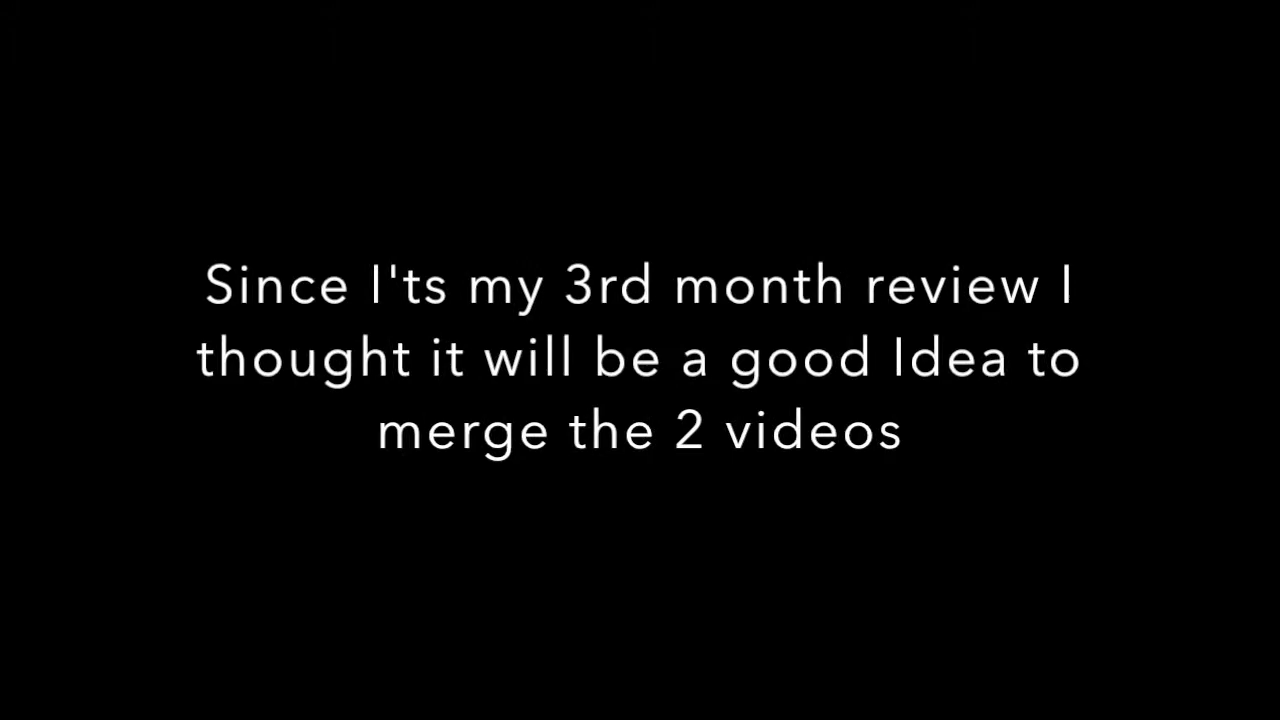 Since I'ts my 3rd month review I
thought it will be a good Idea to
merge the 2 videos